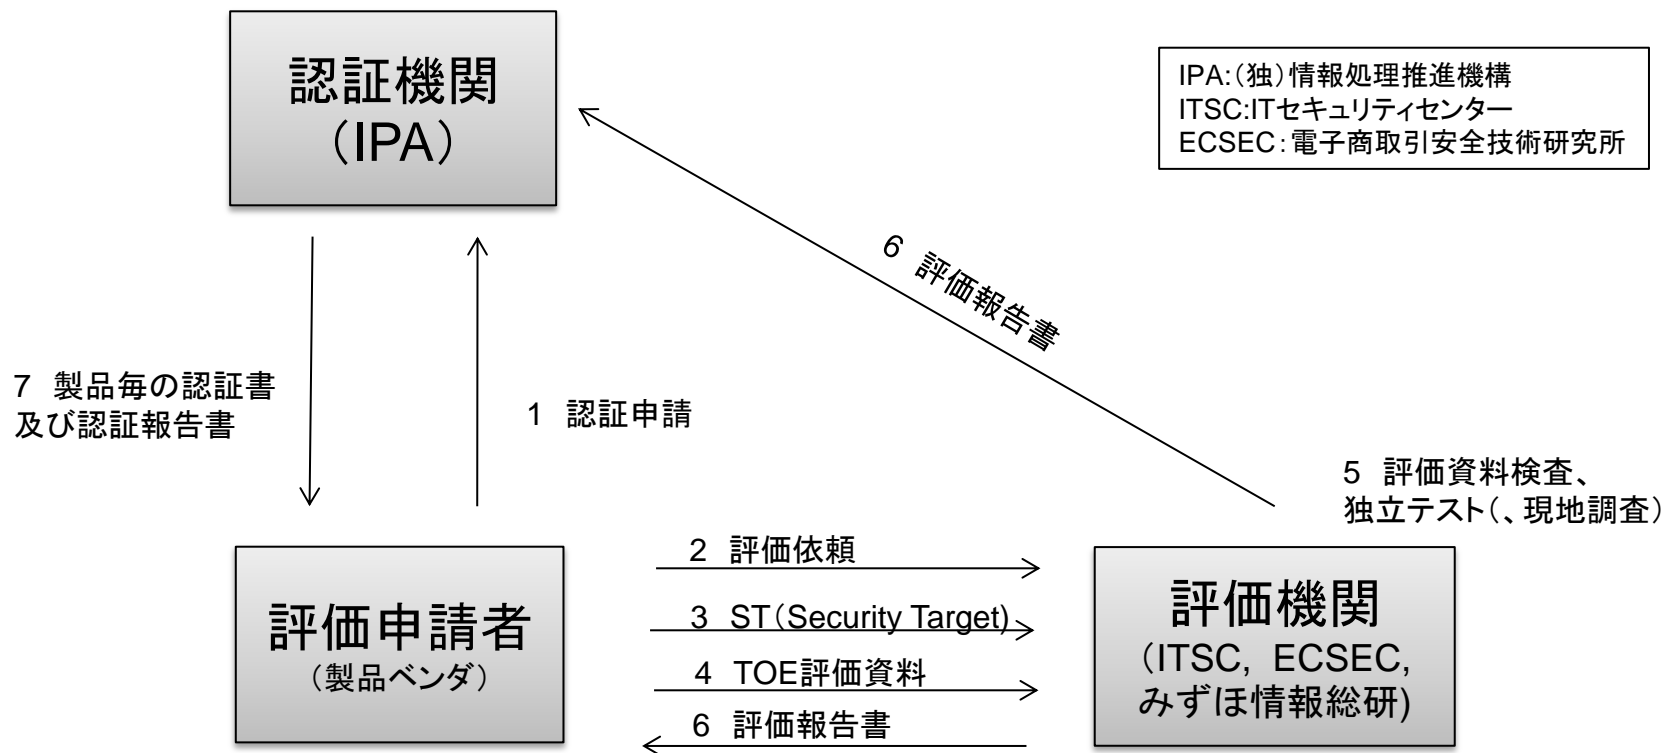 認証機関
（IPA）
IPA:（独）情報処理推進機構
ITSC:ITセキュリティセンター
ECSEC：電子商取引安全技術研究所
6 評価報告書
7 製品毎の認証書
及び認証報告書
1 認証申請
5 評価資料検査、
独立テスト（、現地調査）
評価申請者
（製品ベンダ）
2 評価依頼
3 ST（Security Target)
4 TOE評価資料
6 評価報告書
評価機関
（ITSC, ECSEC,
みずほ情報総研)